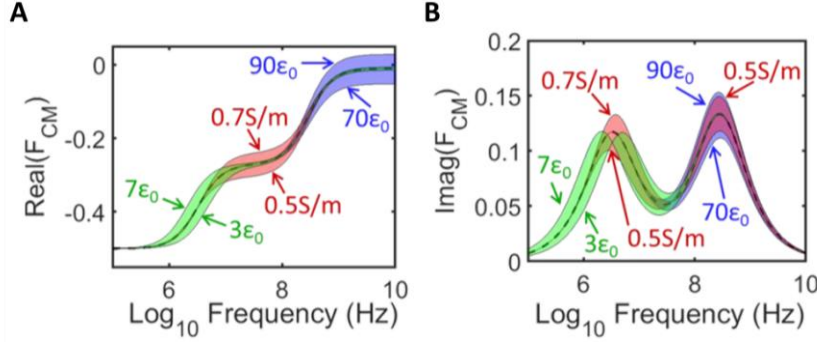 A
B
Real(F_CM)
0
-0.2
-0.4
90ε₀
70ε₀
0.7S/m
0.5S/m
7ε₀
3ε₀
6
8
10
Log₁₀ Frequency (Hz)
Imag(F_CM)
0.2
0.15
0.1
0.05
0
0.7S/m
90ε₀
0.5S/m
7ε₀
3ε₀
0.5S/m
70ε₀
6
8
10
Log₁₀ Frequency (Hz)